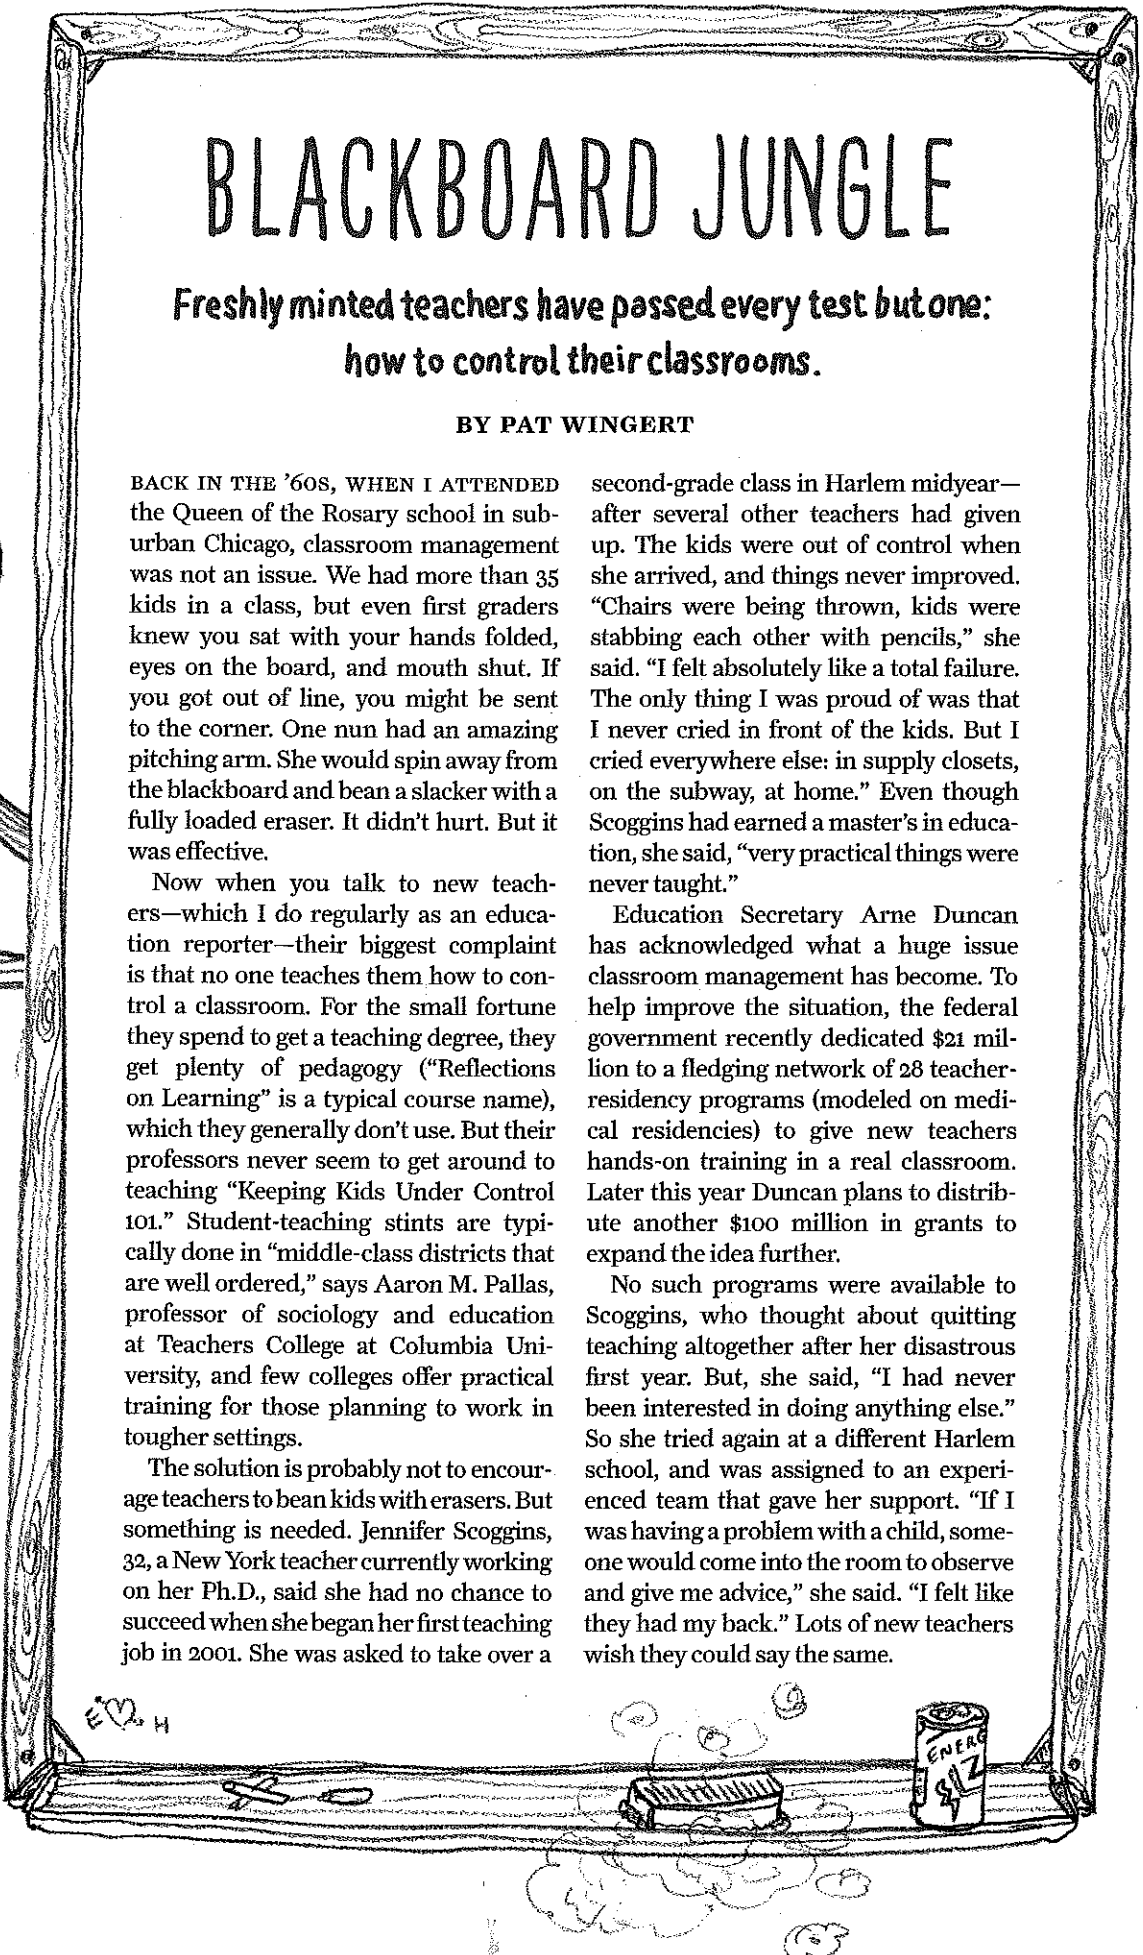 BLACKBOARD JUNGLE
Freshly minted teachers have passed every test but one:
how to control their classrooms.
BY PAT WINGERT
BACK IN THE '60S, WHEN I ATTENDED
the Queen of the Rosary school in sub-
urban Chicago, classroom management
was not an issue. We had more than 35
kids in a class, but even first graders
knew you sat with your hands folded,
eyes on the board, and mouth shut. If
you got out of line, you might be sent
to the corner. One nun had an amazing
pitching arm. She would spin away from
the blackboard and bean a slacker with a
fully loaded eraser. It didn't hurt. But it
was effective.
Now when you talk to new teach-
ers—which I do regularly as an educa-
tion reporter—their biggest complaint
is that no one teaches them how to con-
trol a classroom. For the small fortune
they spend to get a teaching degree, they
get plenty of pedagogy ("Reflections
on Learning" is a typical course name),
which they generally don't use. But their
professors never seem to get around to
teaching "Keeping Kids Under Control
101." Student-teaching stints are typi-
cally done in "middle-class districts that
are well ordered," says Aaron M. Pallas,
professor of sociology and education
at Teachers College at Columbia Uni-
versity, and few colleges offer practical
training for those planning to work in
tougher settings.
The solution is probably not to encour-
age teachers to bean kids with erasers. But
something is needed. Jennifer Scoggins,
32, a New York teacher currently working
on her Ph.D., said she had no chance to
succeed when she began her first teaching
job in 2001. She was asked to take over a
second-grade class in Harlem midyear—
after several other teachers had given
up. The kids were out of control when
she arrived, and things never improved.
"Chairs were being thrown, kids were
stabbing each other with pencils," she
said. "I felt absolutely like a total failure.
The only thing I was proud of was that
I never cried in front of the kids. But I
cried everywhere else: in supply closets,
on the subway, at home." Even though
Scoggins had earned a master's in educa-
tion, she said, "very practical things were
never taught."
Education Secretary Arne Duncan
has acknowledged what a huge issue
classroom management has become. To
help improve the situation, the federal
government recently dedicated $21 mil-
lion to a fledging network of 28 teacher-
residency programs (modeled on medi-
cal residencies) to give new teachers
hands-on training in a real classroom.
Later this year Duncan plans to distrib-
ute another $100 million in grants to
expand the idea further.
No such programs were available to
Scoggins, who thought about quitting
teaching altogether after her disastrous
first year. But, she said, "I had never
been interested in doing anything else."
So she tried again at a different Harlem
school, and was assigned to an experi-
enced team that gave her support. "If I
was having a problem with a child, some-
one would come into the room to observe
and give me advice," she said. "I felt like
they had my back." Lots of new teachers
wish they could say the same.
E ♡ H
ENERG